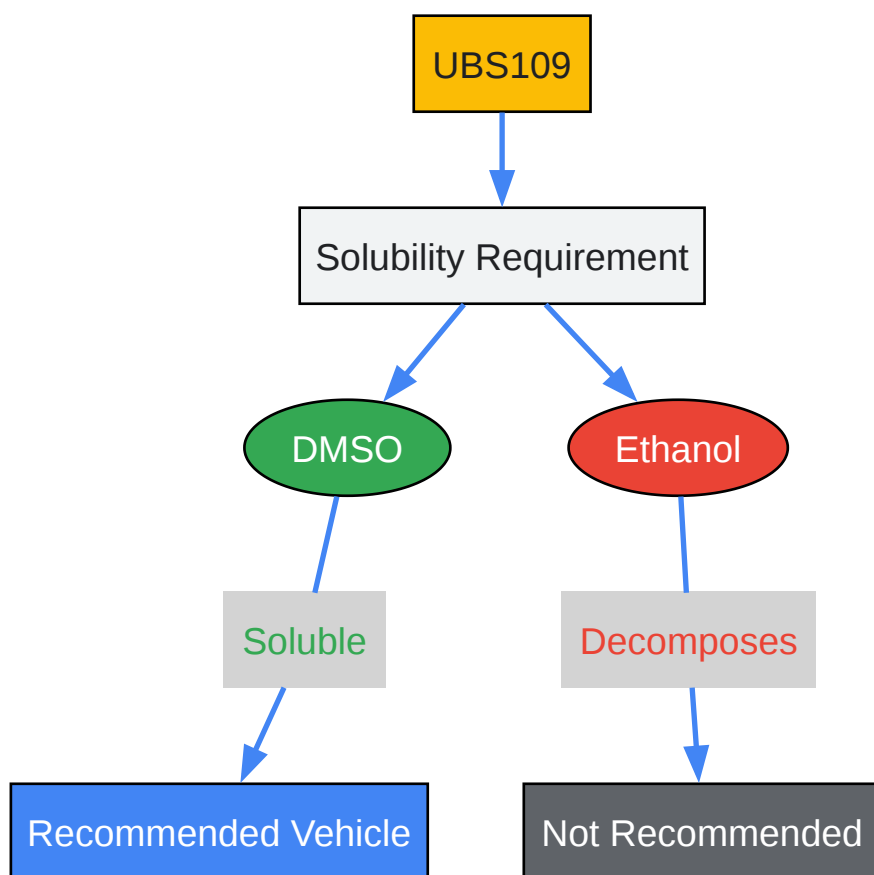 UBS109
Solubility Requirement
DMSO
Ethanol
Soluble
Decomposes
Recommended Vehicle
Not Recommended